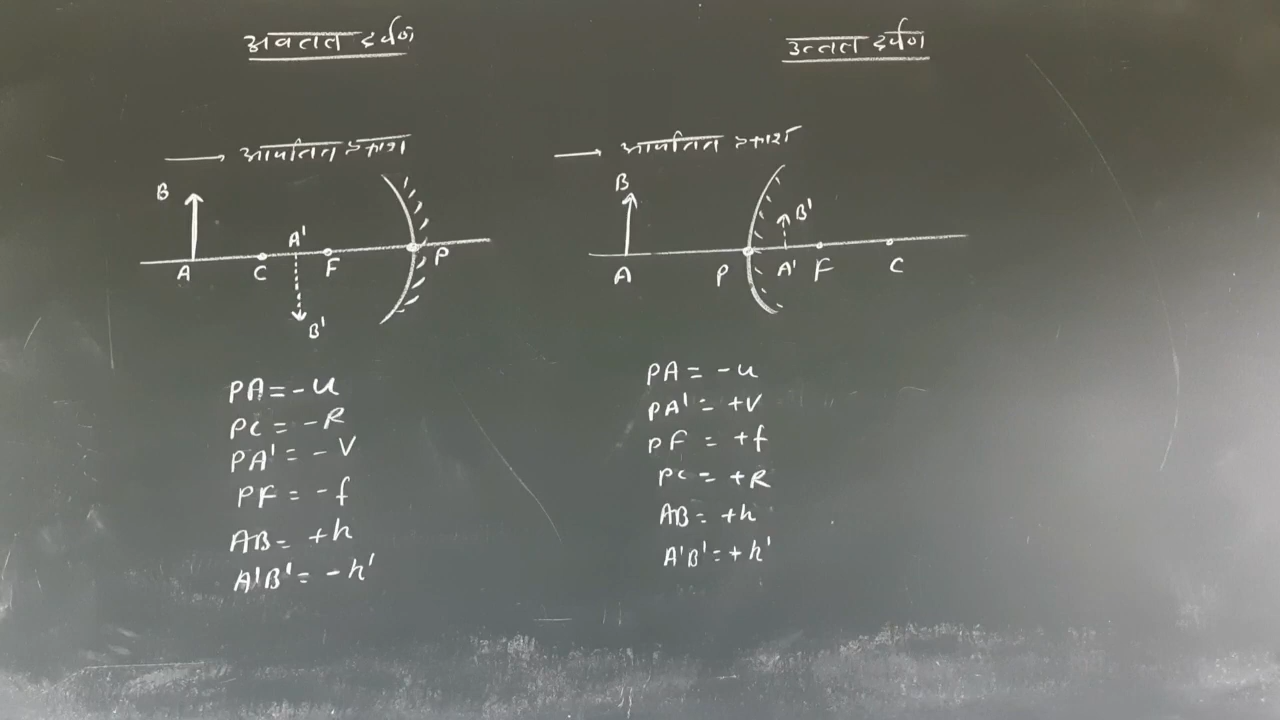 अवतल दर्पण
आपतित प्रकाश
B
A'
A
C
F
P
B'
PA = -u
PC = -R
PA' = -v
PF = -f
AB = +h
A'B' = -h'
उत्तल दर्पण
आपतित प्रकाश
B
B'
A
P
A'
F
C
PA = -u
PA' = +v
PF = +f
PC = +R
AB = +h
A'B' = +h'